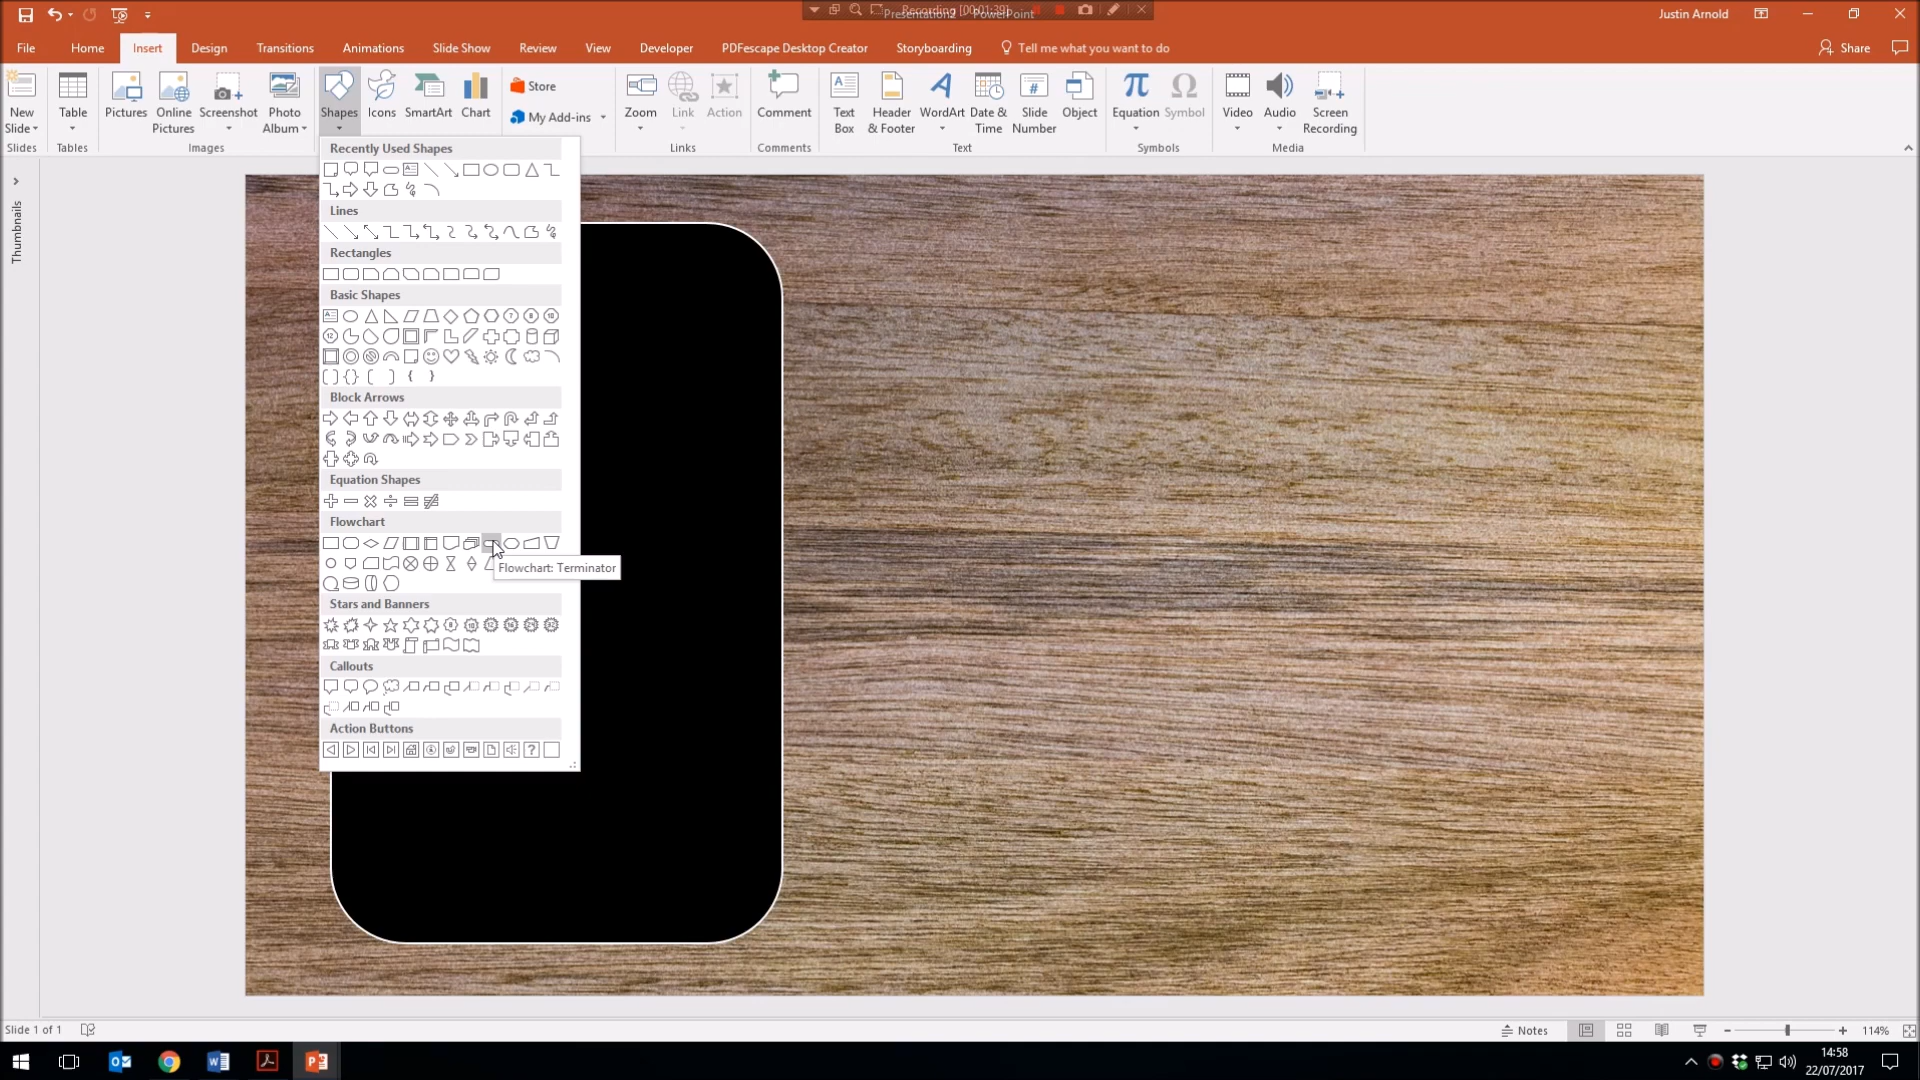 Recording [00:01:39]
Presentation2 - PowerPoint
Justin Arnold
File Home Insert Design Transitions Animations Slide Show Review View Developer PDFescape Desktop Creator Storyboarding Tell me what you want to do Share
New Slide
Table
Pictures
Online Pictures
Screenshot
Photo Album
Shapes
Icons
SmartArt
Chart
Store
My Add-ins
Zoom
Link
Action
Comment
Text Box
Header & Footer
WordArt
Date & Time
Slide Number
Object
Equation
Symbol
Video
Audio
Screen Recording
Slides Tables Images Links Comments Text Symbols Media
Thumbnails
Recently Used Shapes
Lines
Rectangles
Basic Shapes
Block Arrows
Equation Shapes
Flowchart
Flowchart: Terminator
Stars and Banners
Callouts
Action Buttons
Slide 1 of 1
Notes
114%
14:58
22/07/2017